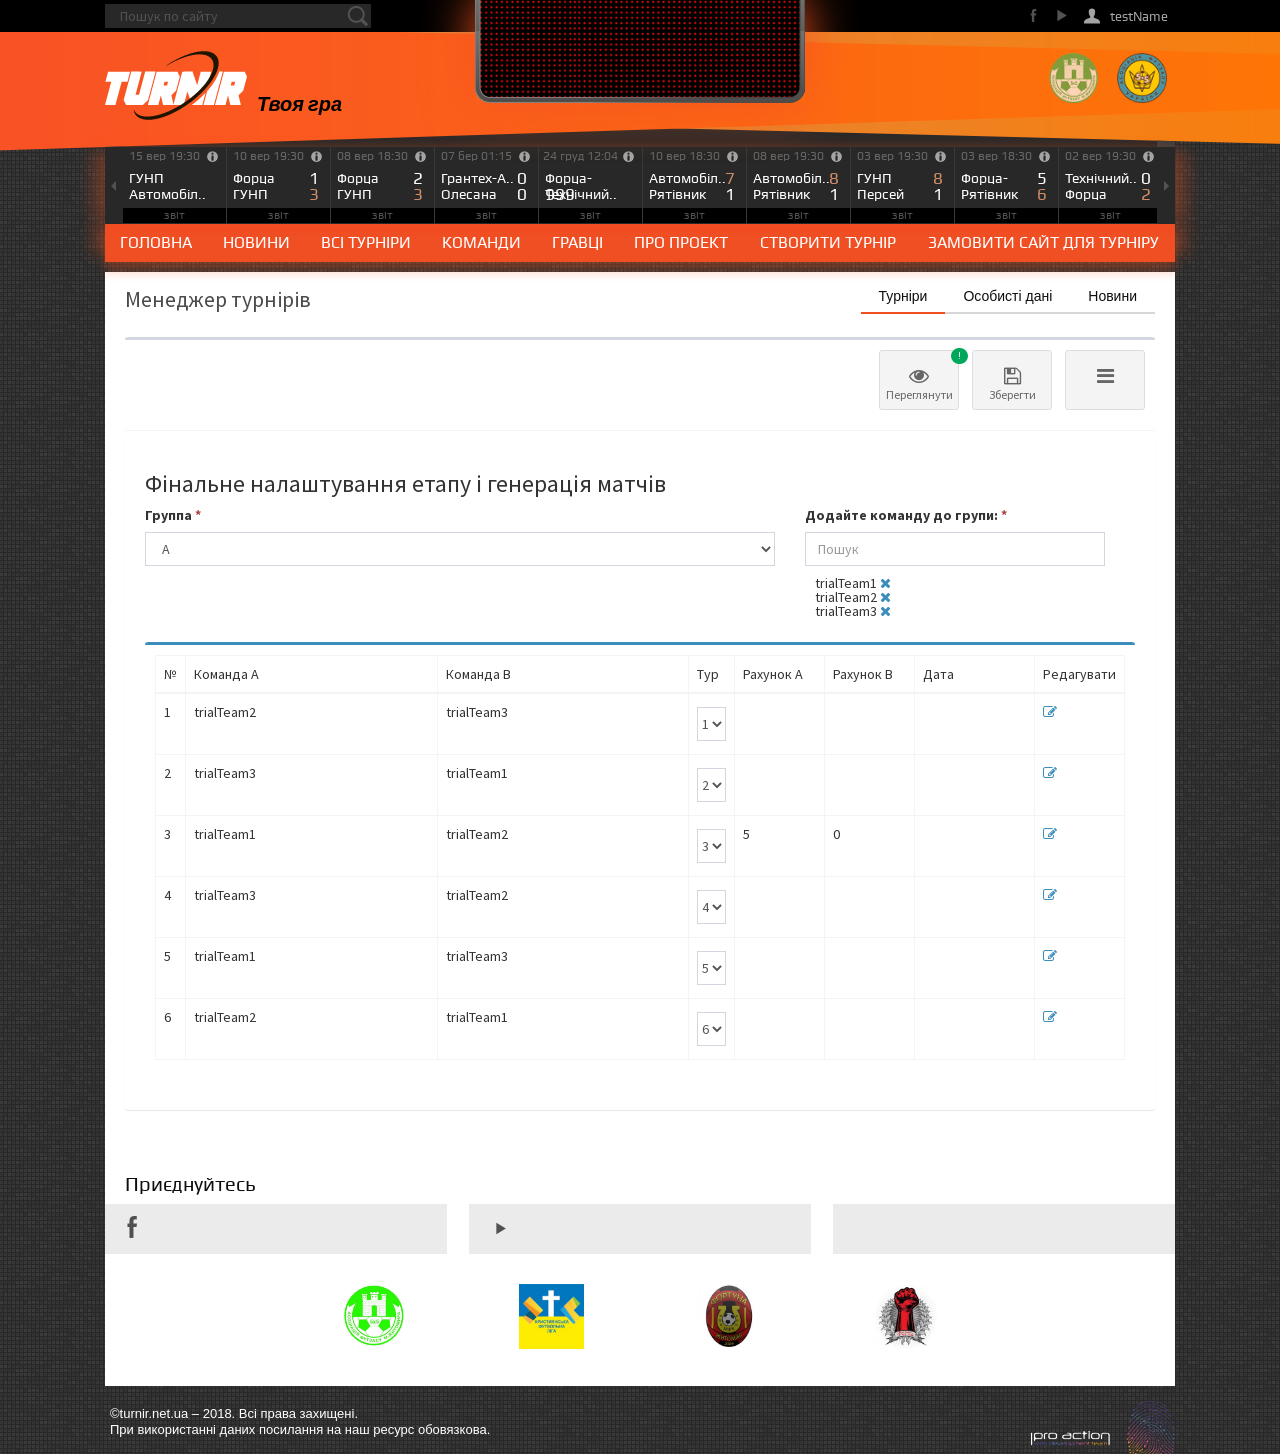 Пошук по сайту
testName
TURNIR Твоя гра
15 вер 19:30 10 вер 19:30 08 вер 18:30 07 бер 01:15 24 груд 12:04 10 вер 18:30 08 вер 19:30 03 вер 19:30 03 вер 18:30 02 вер 19:30
ГУНП Форца 1 Форца 2 Грантех-А.. 0 Форца- Автомобіл.. 7 Автомобіл.. 8 ГУНП 8 Форца- 5 Технічний.. 0
Автомобіл.. ГУНП 3 ГУНП 3 Олесана 0 Технічний.. Рятівник 1 Рятівник 1 Персей 1 Рятівник 6 Форца 2
звіт звіт звіт звіт звіт звіт звіт звіт звіт звіт
ГОЛОВНА НОВИНИ ВСІ ТУРНІРИ КОМАНДИ ГРАВЦІ ПРО ПРОЕКТ СТВОРИТИ ТУРНІР ЗАМОВИТИ САЙТ ДЛЯ ТУРНІРУ
Менеджер турнірів
Турніри Особисті дані Новини
!
Переглянути Зберегти
Фінальне налаштування етапу і генерація матчів
Группа * Додайте команду до групи: *
A Пошук
trialTeam1
trialTeam2
trialTeam3
№ Команда А Команда В Тур Рахунок А Рахунок В Дата Редагувати
1 trialTeam2 trialTeam3 1
2 trialTeam3 trialTeam1 2
3 trialTeam1 trialTeam2 3 5 0
4 trialTeam3 trialTeam2 4
5 trialTeam1 trialTeam3 5
6 trialTeam2 trialTeam1 6
Приєднуйтесь
©turnir.net.ua – 2018. Всі права захищені.
При використанні даних посилання на наш ресурс обовязкова.
pro action